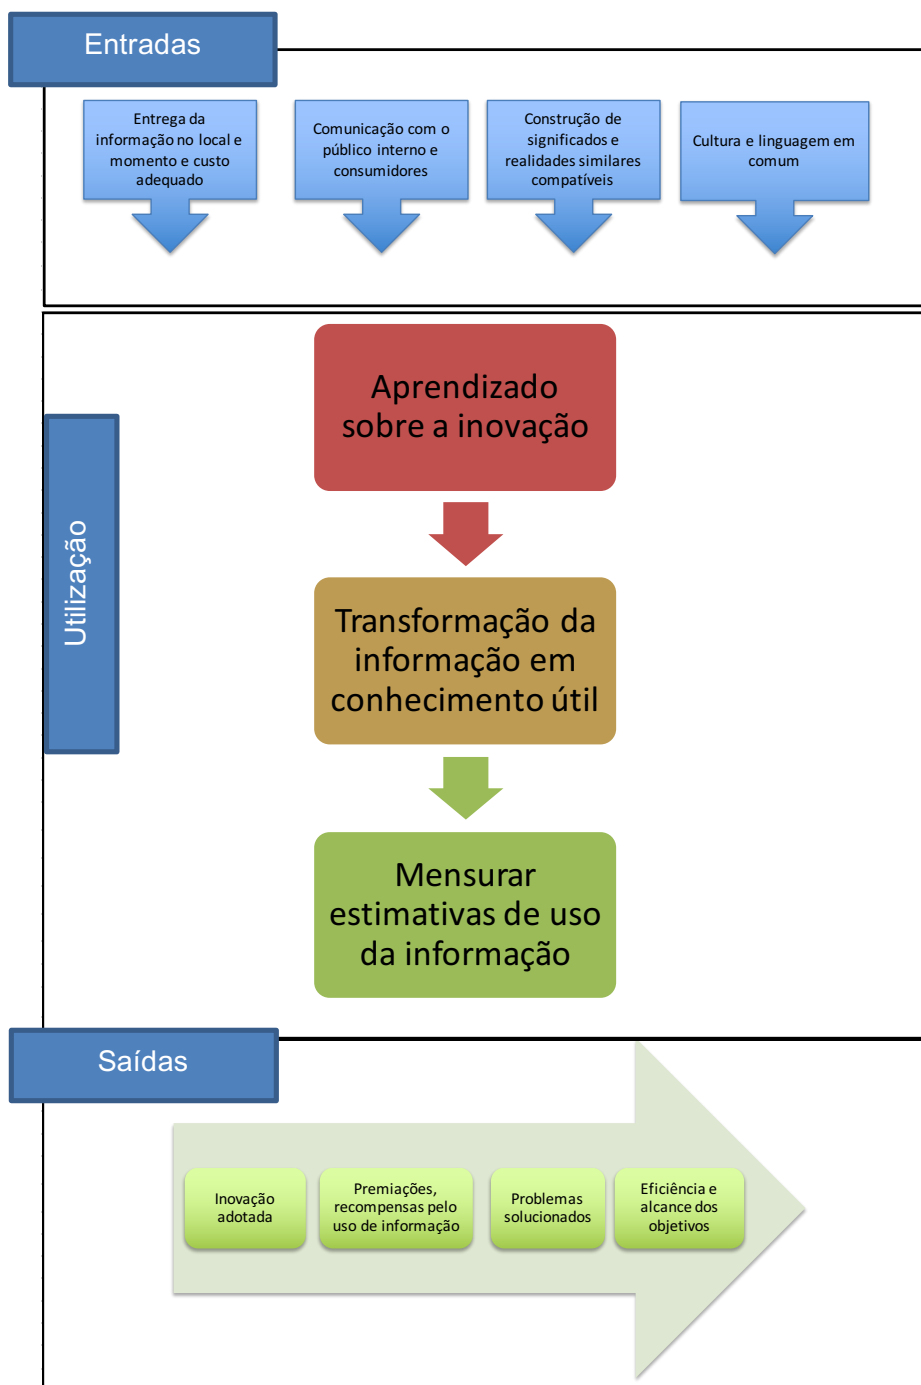 Entradas
Entrega da
informação no local e
momento e custo
adequado
Comunicação com o
público interno e
consumidores
Construção de
significados e
realidades similares
compatíveis
Cultura e linguagem em
comum
Utilização
Aprendizado
sobre a inovação
Transformação da
informação em
conhecimento útil
Mensurar
estimativas de uso
da informação
Saídas
Inovação
adotada
Premiações,
recompensas pelo
uso de informação
Problemas
solucionados
Eficiência e
alcance dos
objetivos